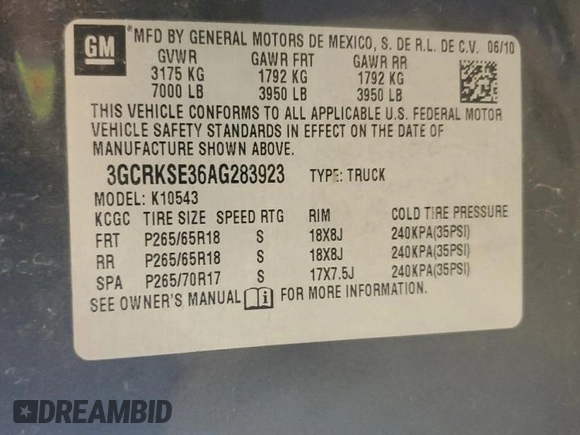 GM
MFD BY GENERAL MOTORS DE MEXICO, S. DE R.L. DE C.V. 06/10
GVWR GAWR FRT GAWR RR
3175 KG 1792 KG 1792 KG
7000 LB 3950 LB 3950 LB
THIS VEHICLE CONFORMS TO ALL APPLICABLE U.S. FEDERAL MOTOR
VEHICLE SAFETY STANDARDS IN EFFECT ON THE DATE OF
MANUFACTURE SHOWN ABOVE.
3GCRKSE36AG283923 TYPE: TRUCK
MODEL: K10543
KCGC TIRE SIZE SPEED RTG RIM COLD TIRE PRESSURE
FRT P265/65R18 S 18X8J 240KPA(35PSI)
RR P265/65R18 S 18X8J 240KPA(35PSI)
SPA P265/70R17 S 17X7.5J 240KPA(35PSI)
SEE OWNER'S MANUAL i FOR MORE INFORMATION.
DREAMBID